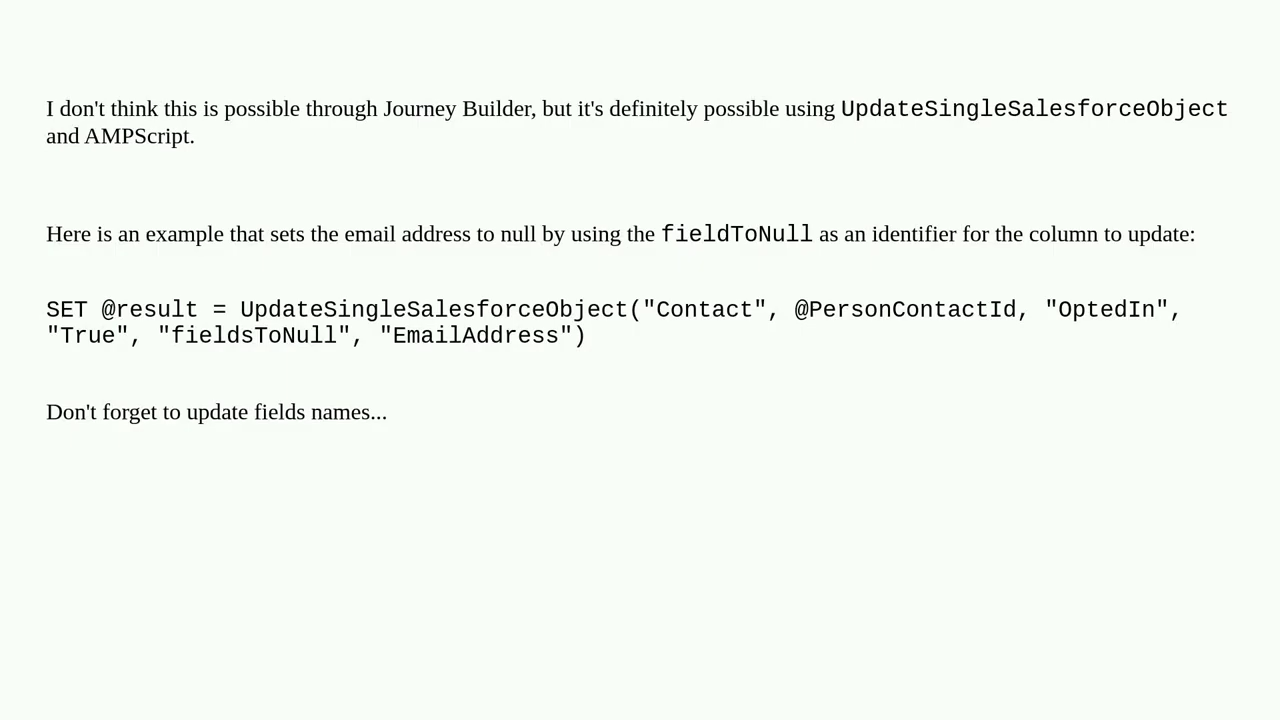 I don't think this is possible through Journey Builder, but it's definitely possible using UpdateSingleSalesforceObject
and AMPScript.
Here is an example that sets the email address to null by using the fieldToNull as an identifier for the column to update:
SET @result = UpdateSingleSalesforceObject("Contact", @PersonContactId, "OptedIn",
"True", "fieldsToNull", "EmailAddress")
Don't forget to update fields names...